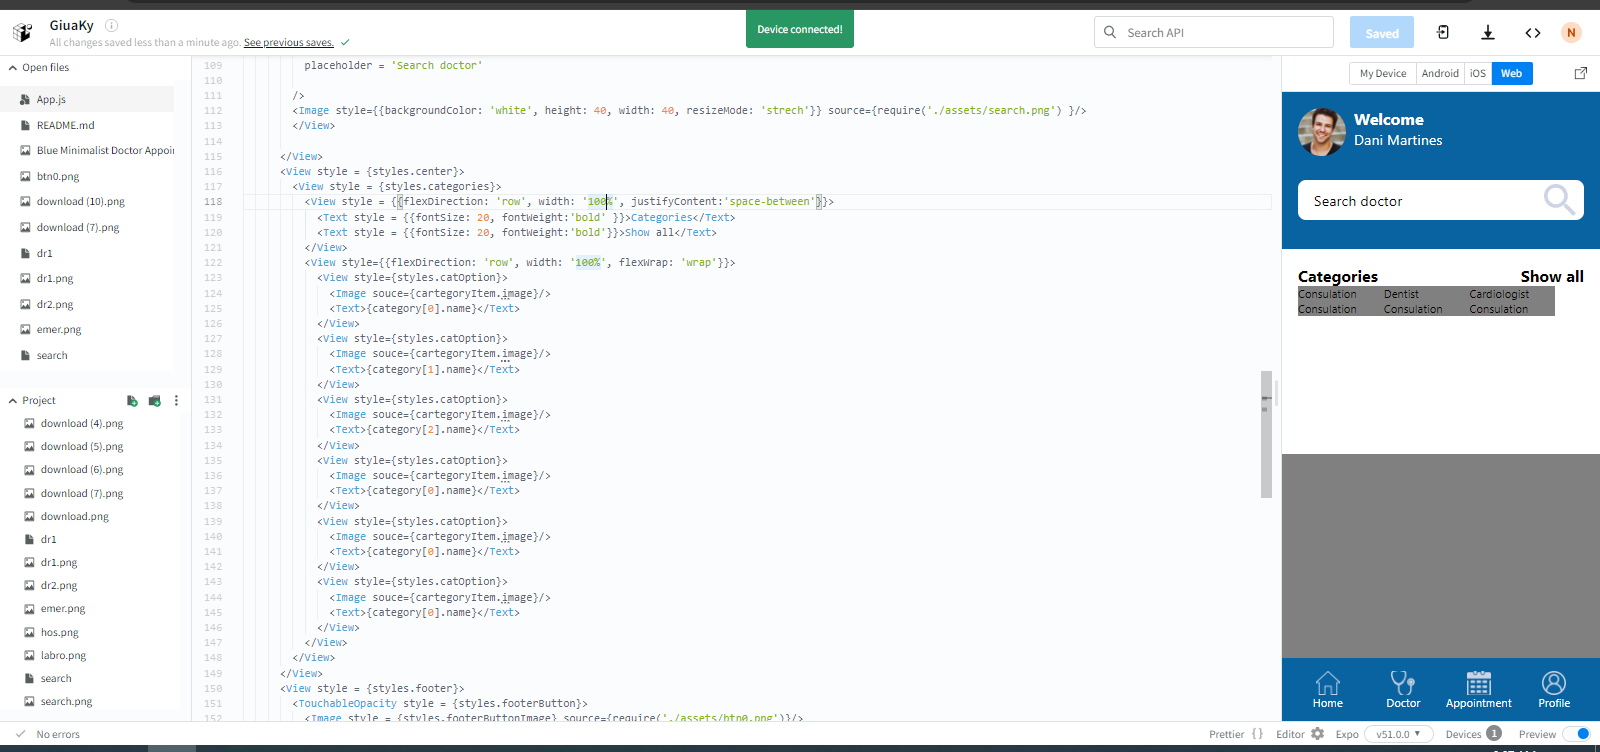 GiuaKy
All changes saved less than a minute ago. See previous saves.
Device connected!
Search API
Saved
N
Open files
App.js
README.md
Blue Minimalist Doctor Appoi
btn0.png
download (10).png
download (7).png
dr1
dr1.png
dr2.png
emer.png
search
Project
download (4).png
download (5).png
download (6).png
download (7).png
download.png
dr1
dr1.png
dr2.png
emer.png
hos.png
labro.png
search
search.png
109 placeholder = 'Search doctor'
110
111 />
112 <Image style={{backgroundColor: 'white', height: 40, width: 40, resizeMode: 'strech'}} source={require('./assets/search.png') }/>
113 </View>
114
115 </View>
116 <View style = {styles.center}>
117 <View style = {styles.categories}>
118 <View style = {{flexDirection: 'row', width: '100%', justifyContent:'space-between'}}>
119 <Text style = {{fontSize: 20, fontWeight:'bold' }}>Categories</Text>
120 <Text style = {{fontSize: 20, fontWeight:'bold'}}>Show all</Text>
121 </View>
122 <View style={{flexDirection: 'row', width: '100%', flexWrap: 'wrap'}}>
123 <View style={styles.catOption}>
124 <Image souce={cartegoryItem.image}/>
125 <Text>{category[0].name}</Text>
126 </View>
127 <View style={styles.catOption}>
128 <Image souce={cartegoryItem.image}/>
129 <Text>{category[1].name}</Text>
130 </View>
131 <View style={styles.catOption}>
132 <Image souce={cartegoryItem.image}/>
133 <Text>{category[2].name}</Text>
134 </View>
135 <View style={styles.catOption}>
136 <Image souce={cartegoryItem.image}/>
137 <Text>{category[0].name}</Text>
138 </View>
139 <View style={styles.catOption}>
140 <Image souce={cartegoryItem.image}/>
141 <Text>{category[0].name}</Text>
142 </View>
143 <View style={styles.catOption}>
144 <Image souce={cartegoryItem.image}/>
145 <Text>{category[0].name}</Text>
146 </View>
147 </View>
148 </View>
149 </View>
150 <View style = {styles.footer}>
151 <TouchableOpacity style = {styles.footerButton}>
152 <Image style = {styles.footerButtonImage} source={require('./assets/btn0.png')}/>
My Device Android iOS Web
Welcome
Dani Martines
Search doctor
Categories Show all
Consulation Dentist Cardiologist
Consulation Consulation Consulation
Home Doctor Appointment Profile
No errors
Prettier { } Editor Expo v51.0.0 Devices 1 Preview